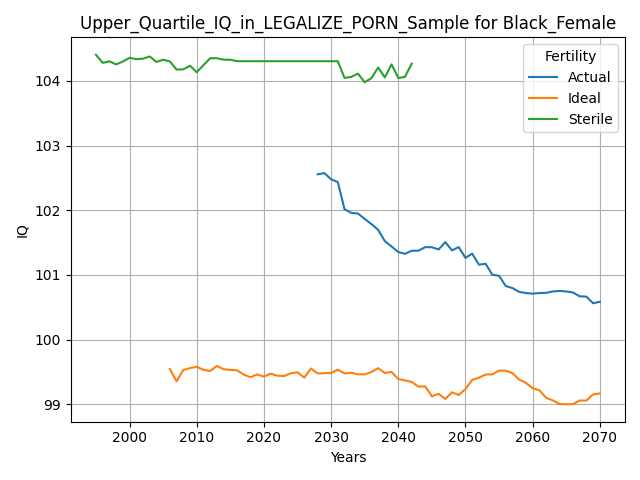 Upper_Quartile_IQ_in_LEGALIZE_PORN_Sample for Black_Female
Fertility
Actual
Ideal
Sterile
104
103
102
101
100
99
IQ
2000
2010
2020
2030
2040
2050
2060
2070
Years